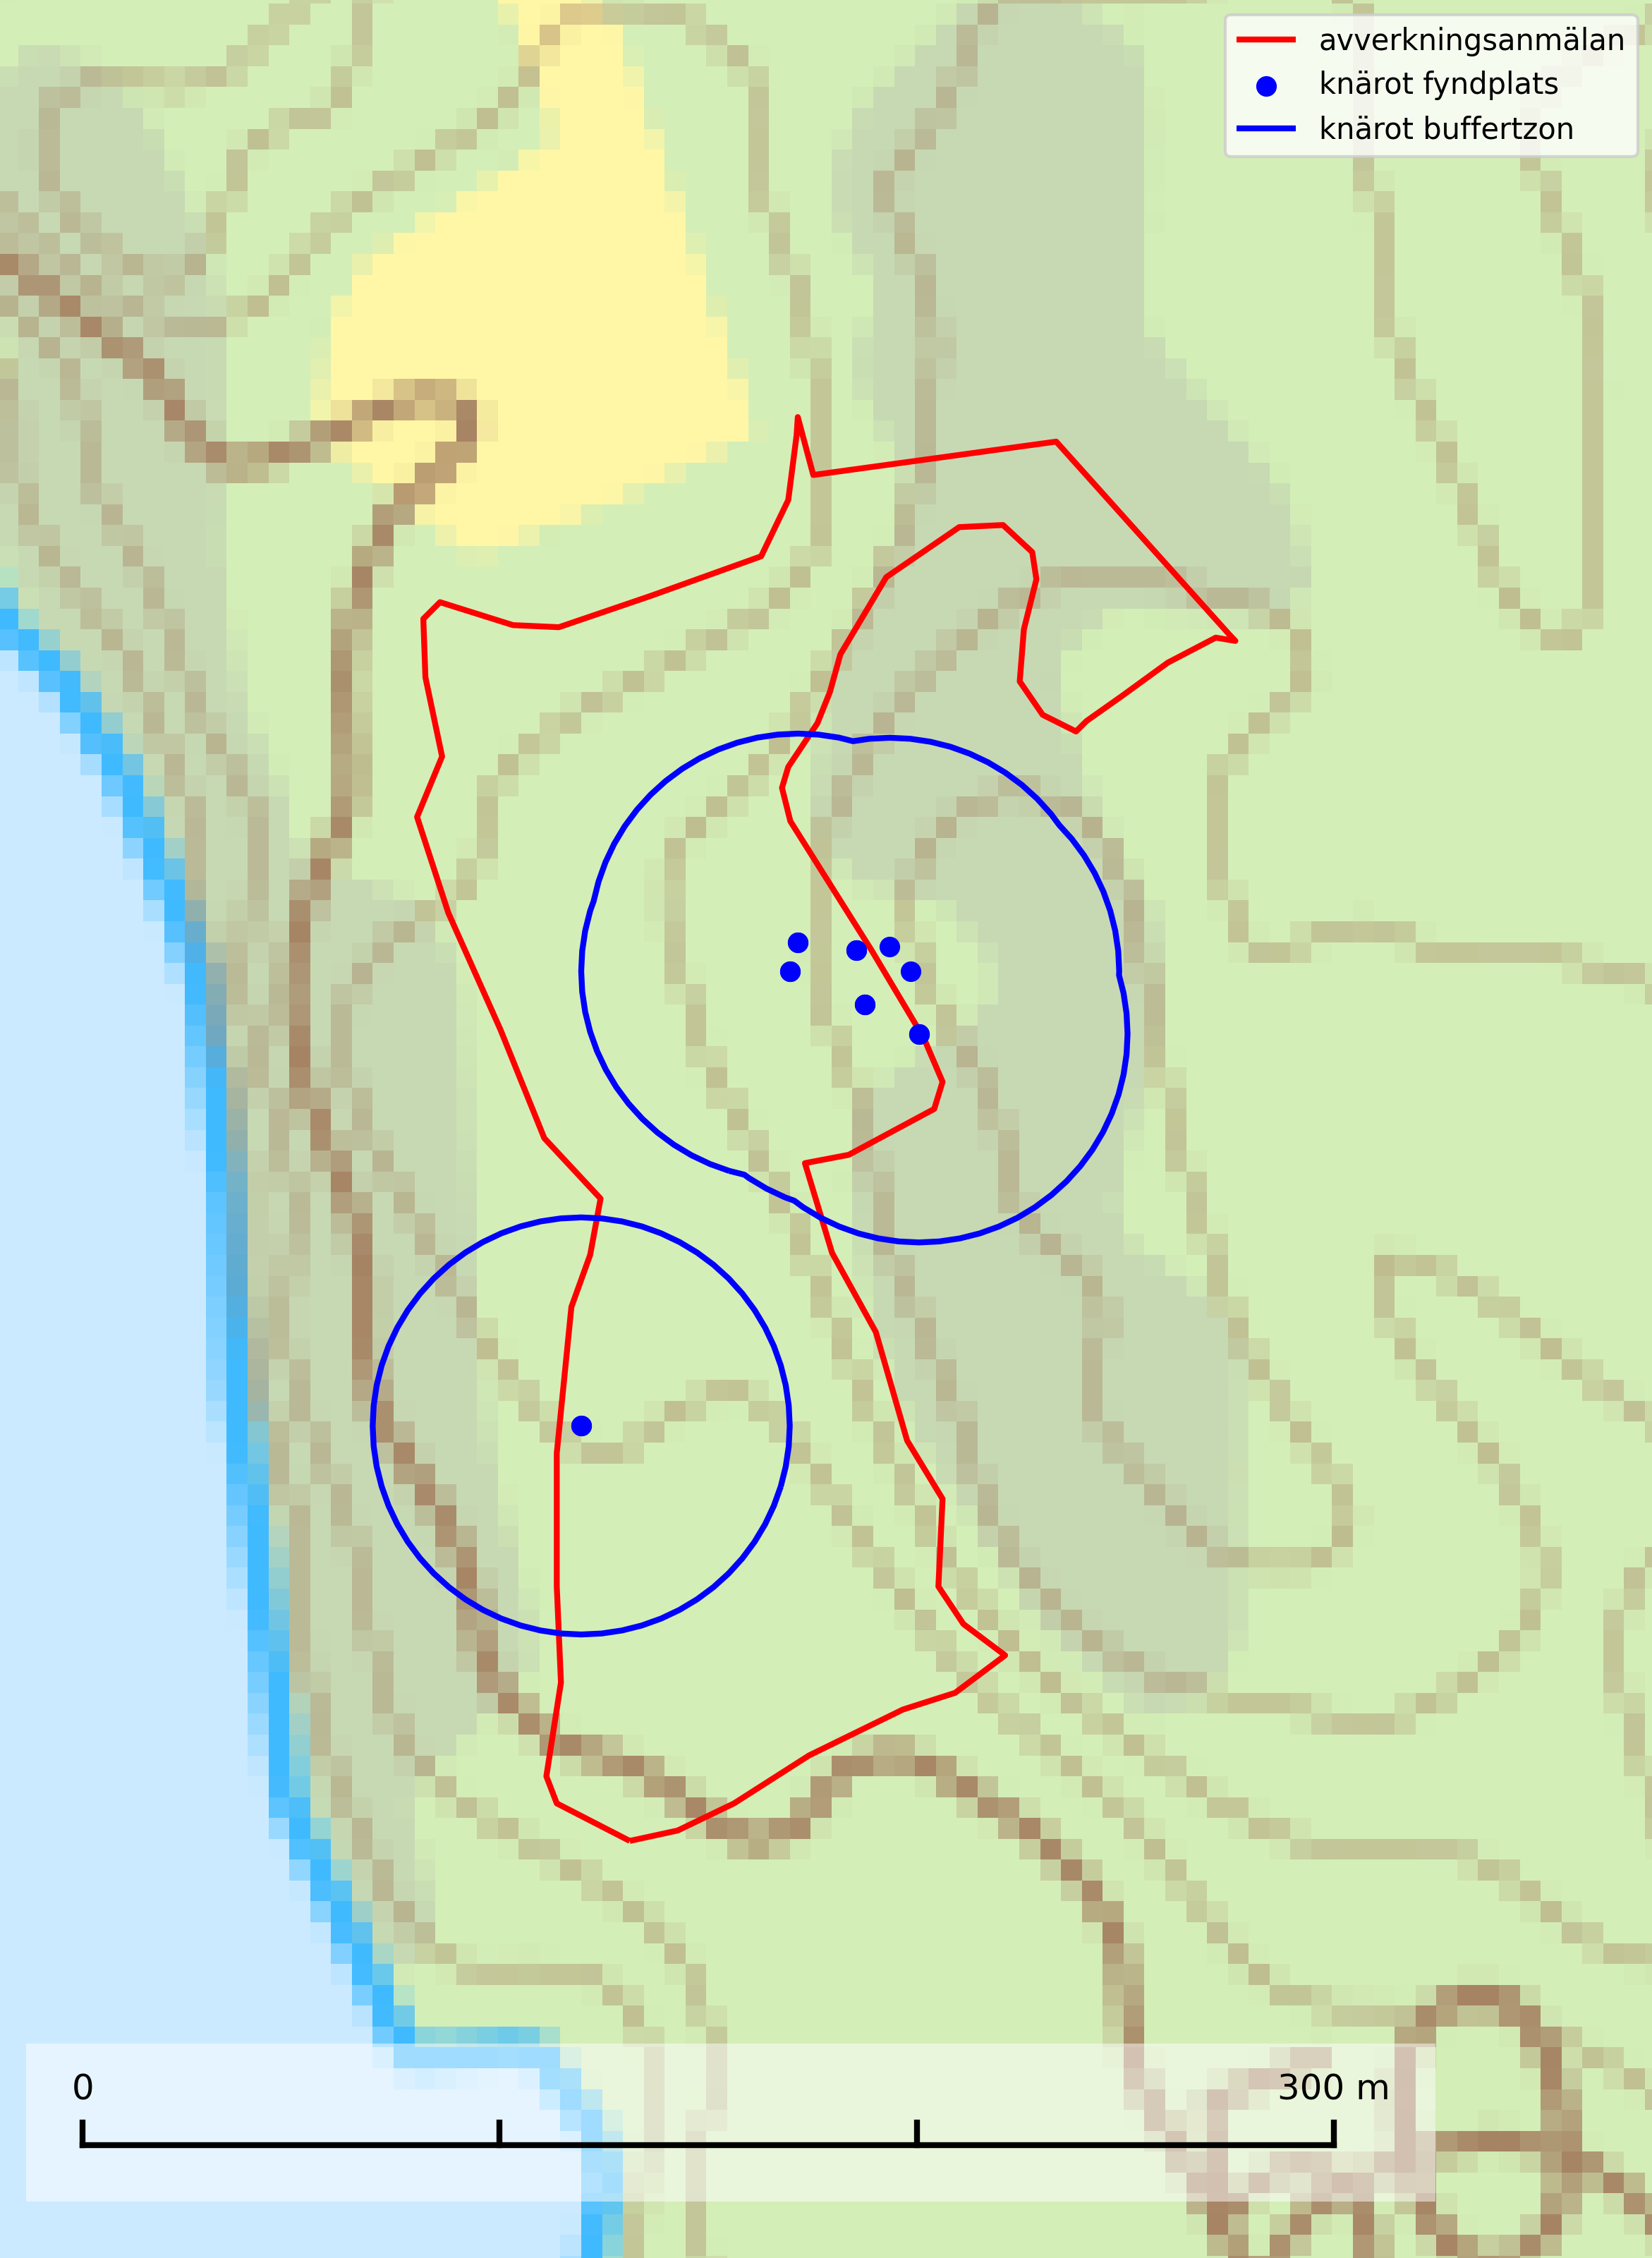 avverkningsanmälan
knärot fyndplats
knärot buffertzon
0
300 m